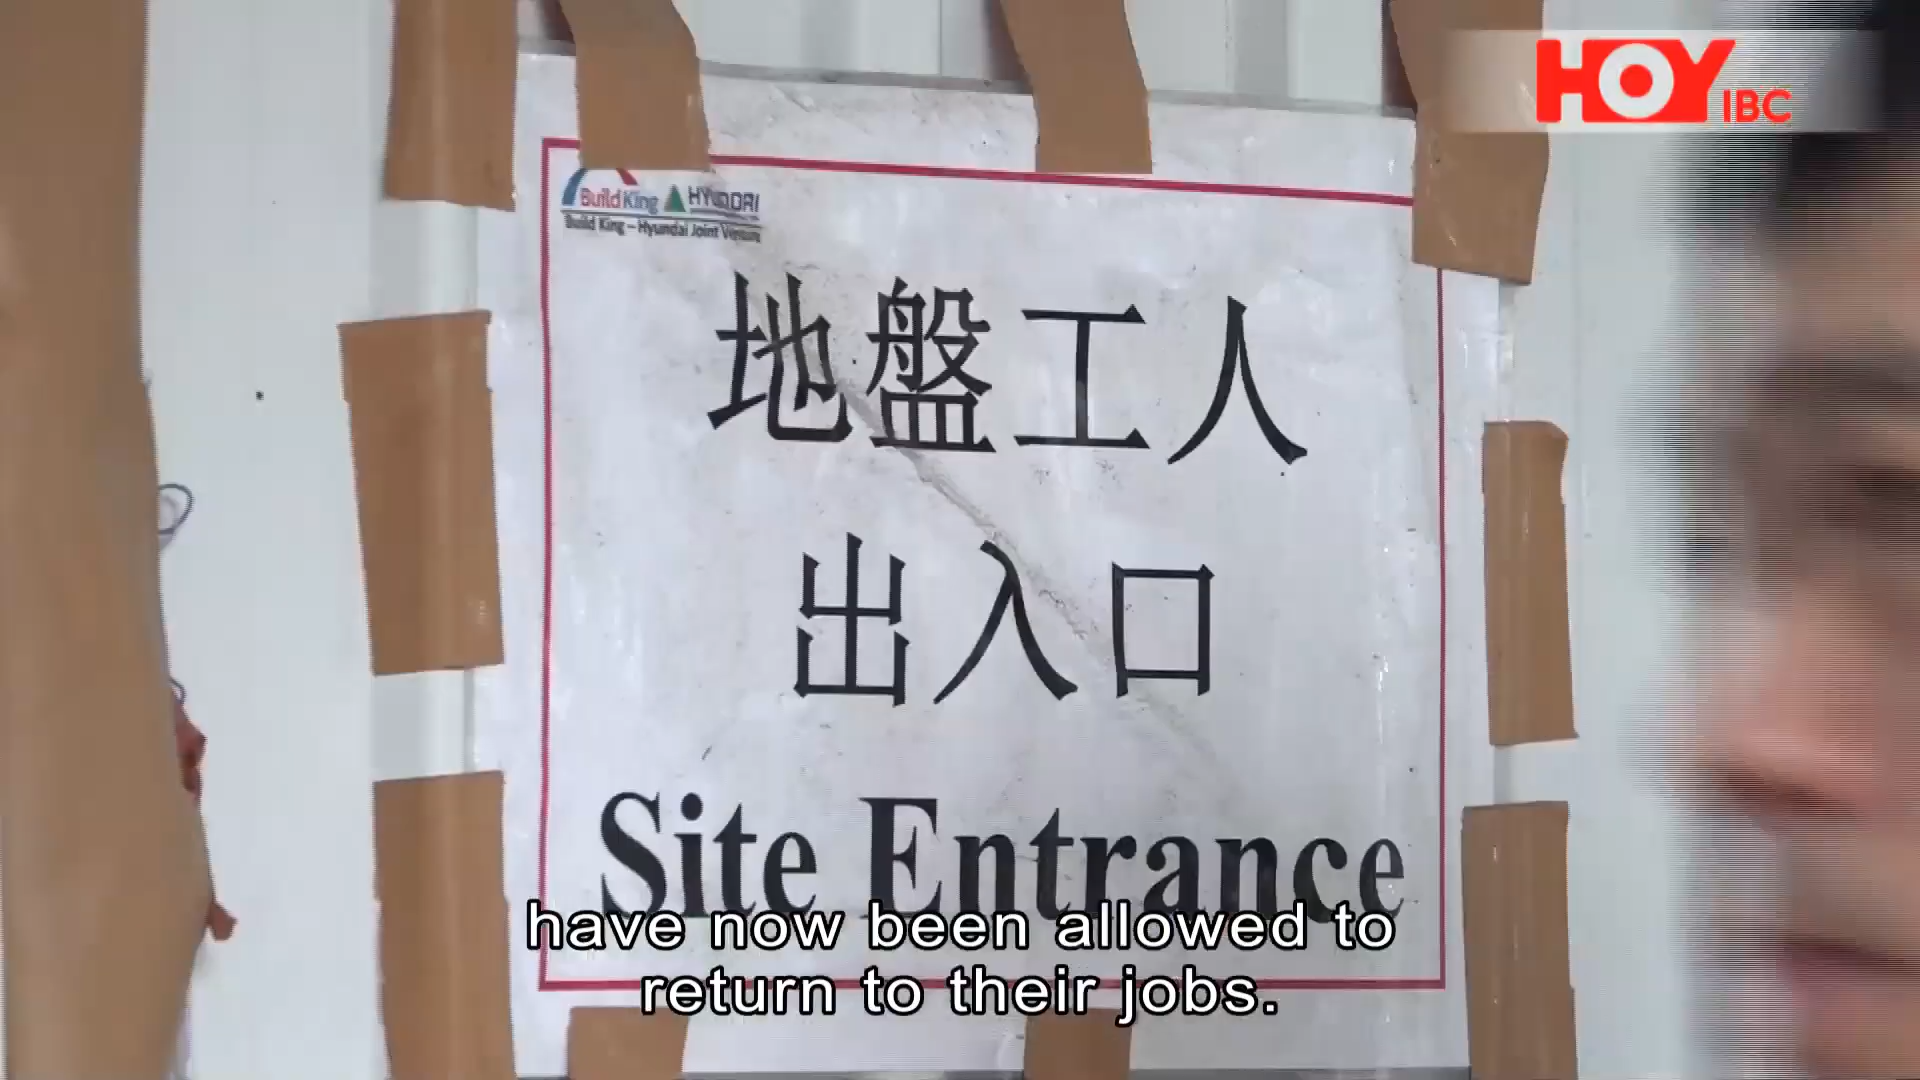 HOY IBC
Build King HYUNDAI
Build King – Hyundai Joint Venture
地盤工人
出入口
Site Entrance
have now been allowed to
return to their jobs.